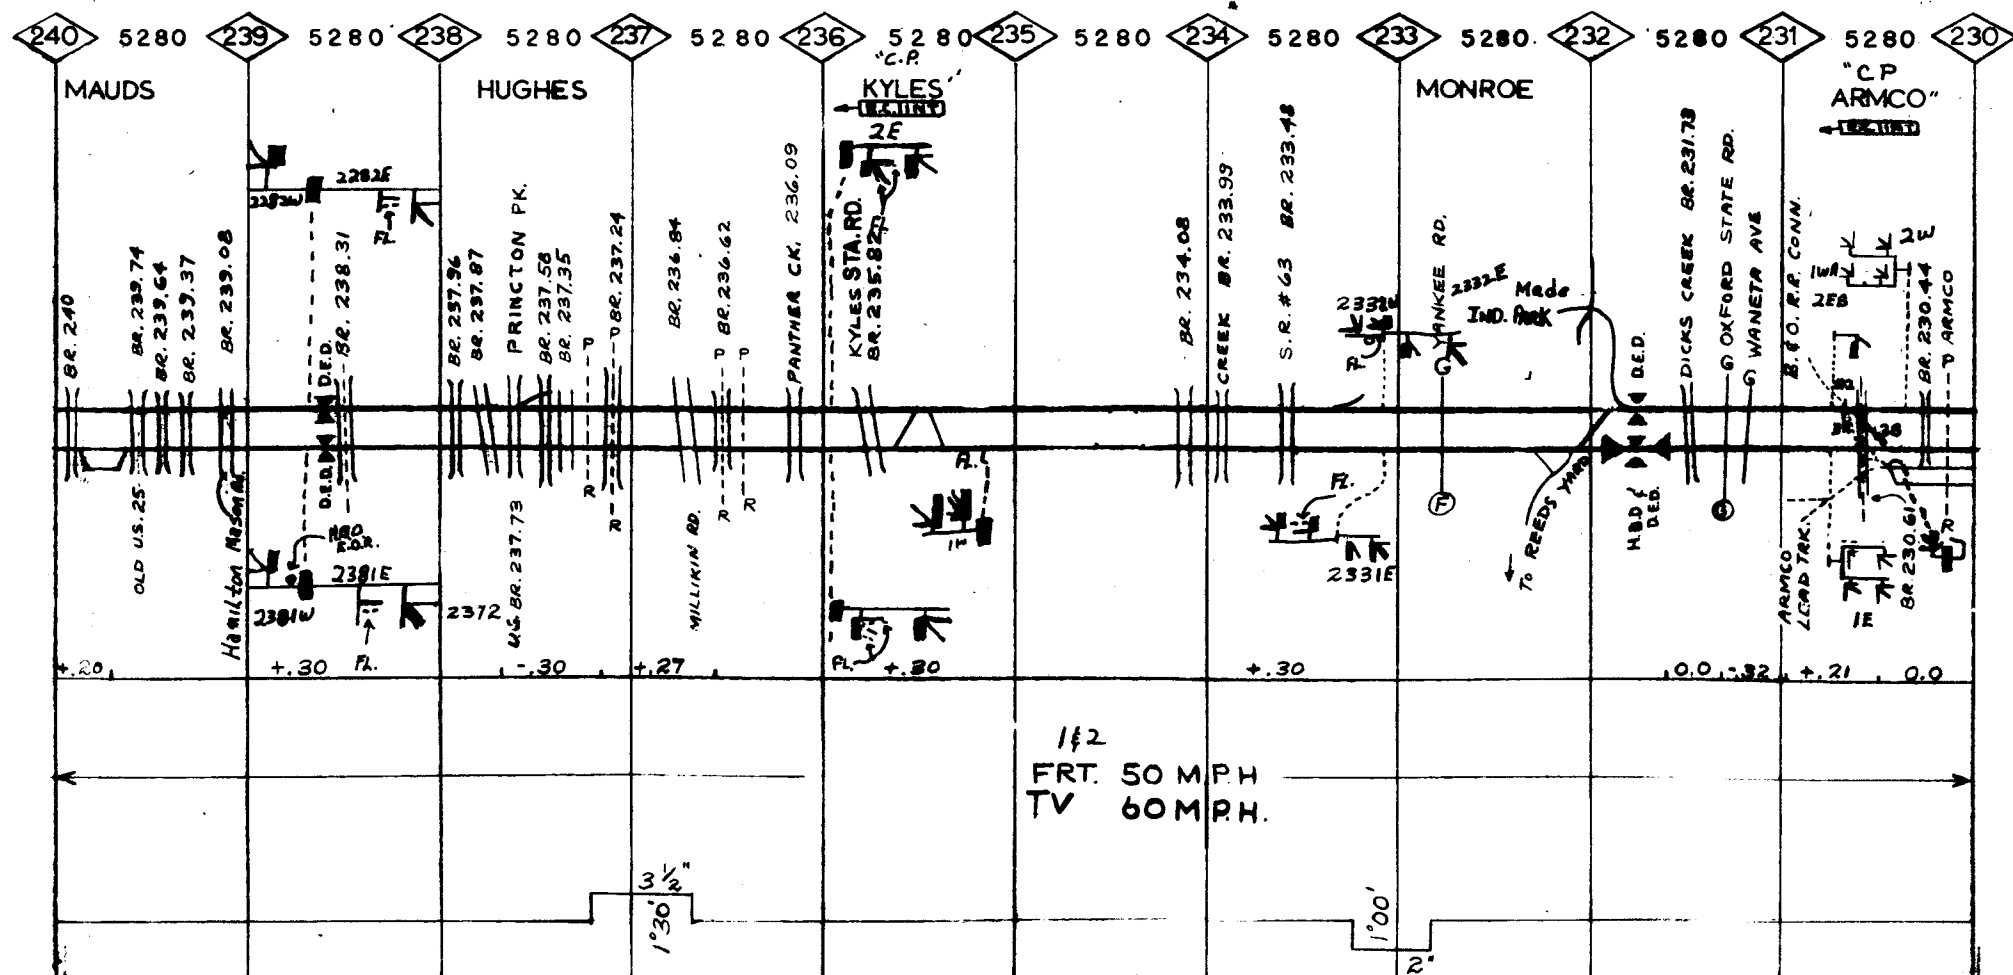 240 5280 239 5280 238 5280 237 5280 236 5280 235 5280 234 5280 233 5280 232 5280 231 5280 230
MAUDS
HUGHES
"C.P.
KYLES"
MONROE
"CP
ARMCO"
2E
2282W
2282E
FL.
BR. 240
BR. 239.74
BR. 239.64
BR. 239.37
BR. 239.08
D.E.D.
BR. 238.31
BR. 237.96
BR. 237.87
PRINCTON PK.
BR. 237.58
BR. 237.35
P
P
BR. 237.24
BR. 236.84
P
BR. 236.62
P
PANTHER CK. 236.09
KYLES STA. RD.
BR. 235.82
BR. 234.08
CREEK BR. 233.99
S.R. #63 BR. 233.48
2332W
FL.
YANKEE RD.
G
2332E
Made
IND. PARK
D.E.D.
DICKS CREEK BR. 231.73
G OXFORD STATE RD.
G WANETA AVE
B. & O. R.R. CONN.
1WA
2EB
2W
BR. 230.44
P ARMCO
OLD U.S. 25
Hamilton Mason Rd.
D.E.D.
H.B.D
2381W
2381E
FL.
2372
U.S. BR. 237.73
R
R
MILLIKIN RD.
R
R
FL.
FL.
1W
FL.
2331E
F
To REEDS YARD
H.B.D &
D.E.D.
G
ARMCO
LEAD TRK.
1E
BR. 230.61
R
+.20 +.30 -.30 +.27 +.30 +.30 0.0 -.32 +.21 0.0
1&2
FRT. 50 M.P.H
TV 60 M.P.H.
3 1/2"
1°30'
1°00'
2"